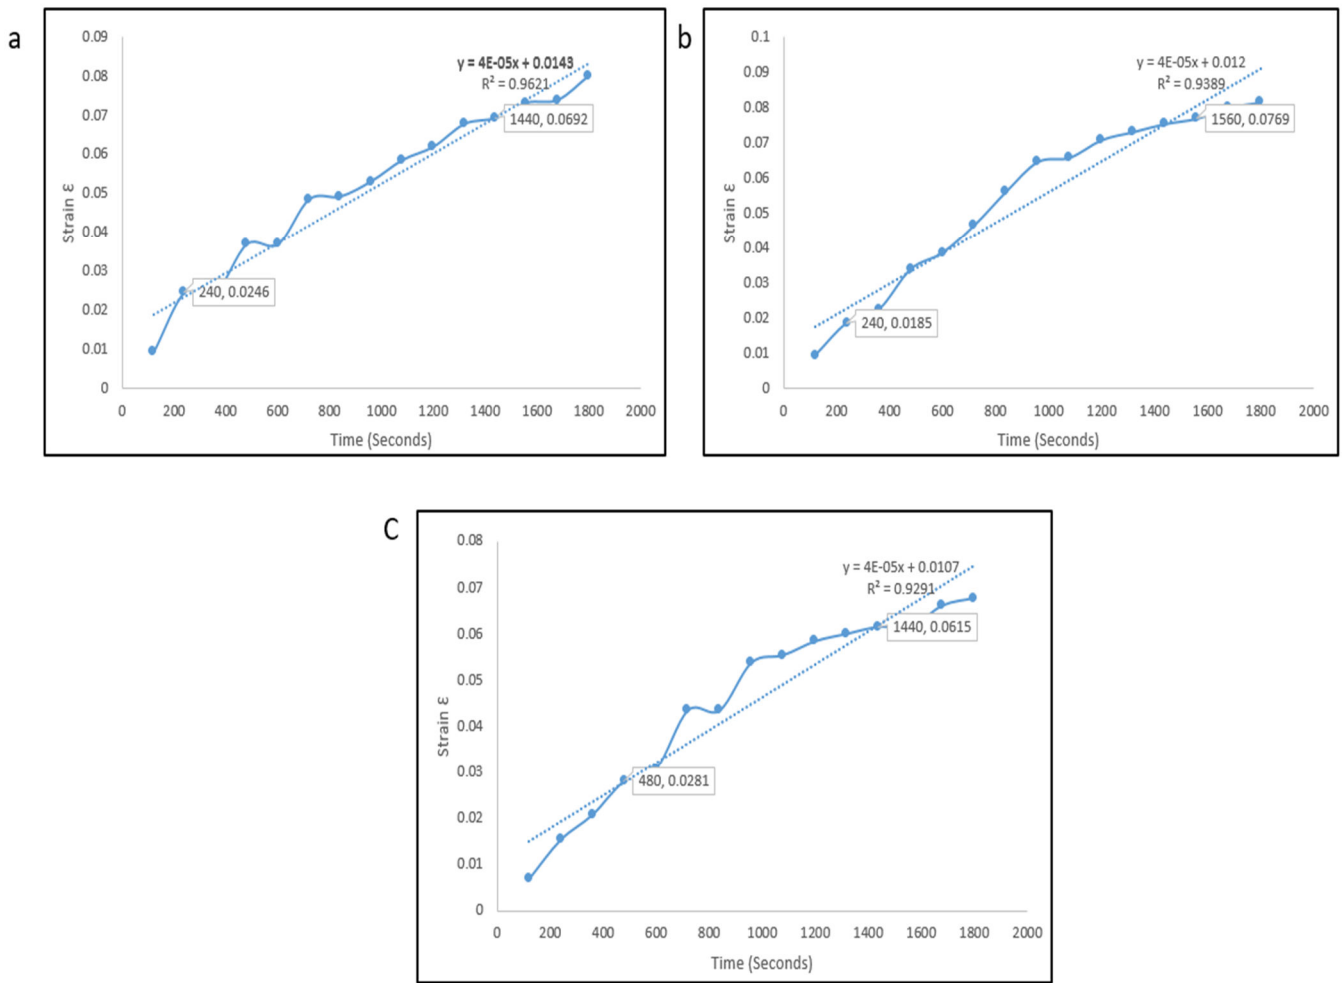 a
0.09
0.08
0.07
0.06
0.05
0.04
0.03
0.02
0.01
0
Strain ε
y = 4E-05x + 0.0143
R² = 0.9621
1440, 0.0692
240, 0.0246
0 200 400 600 800 1000 1200 1400 1600 1800 2000
Time (Seconds)
b
0.1
0.09
0.08
0.07
0.06
0.05
0.04
0.03
0.02
0.01
0
Strain ε
y = 4E-05x + 0.012
R² = 0.9389
1560, 0.0769
240, 0.0185
0 200 400 600 800 1000 1200 1400 1600 1800 2000
Time (Seconds)
C
0.08
0.07
0.06
0.05
0.04
0.03
0.02
0.01
0
Strain ε
y = 4E-05x + 0.0107
R² = 0.9291
1440, 0.0615
480, 0.0281
0 200 400 600 800 1000 1200 1400 1600 1800 2000
Time (Seconds)